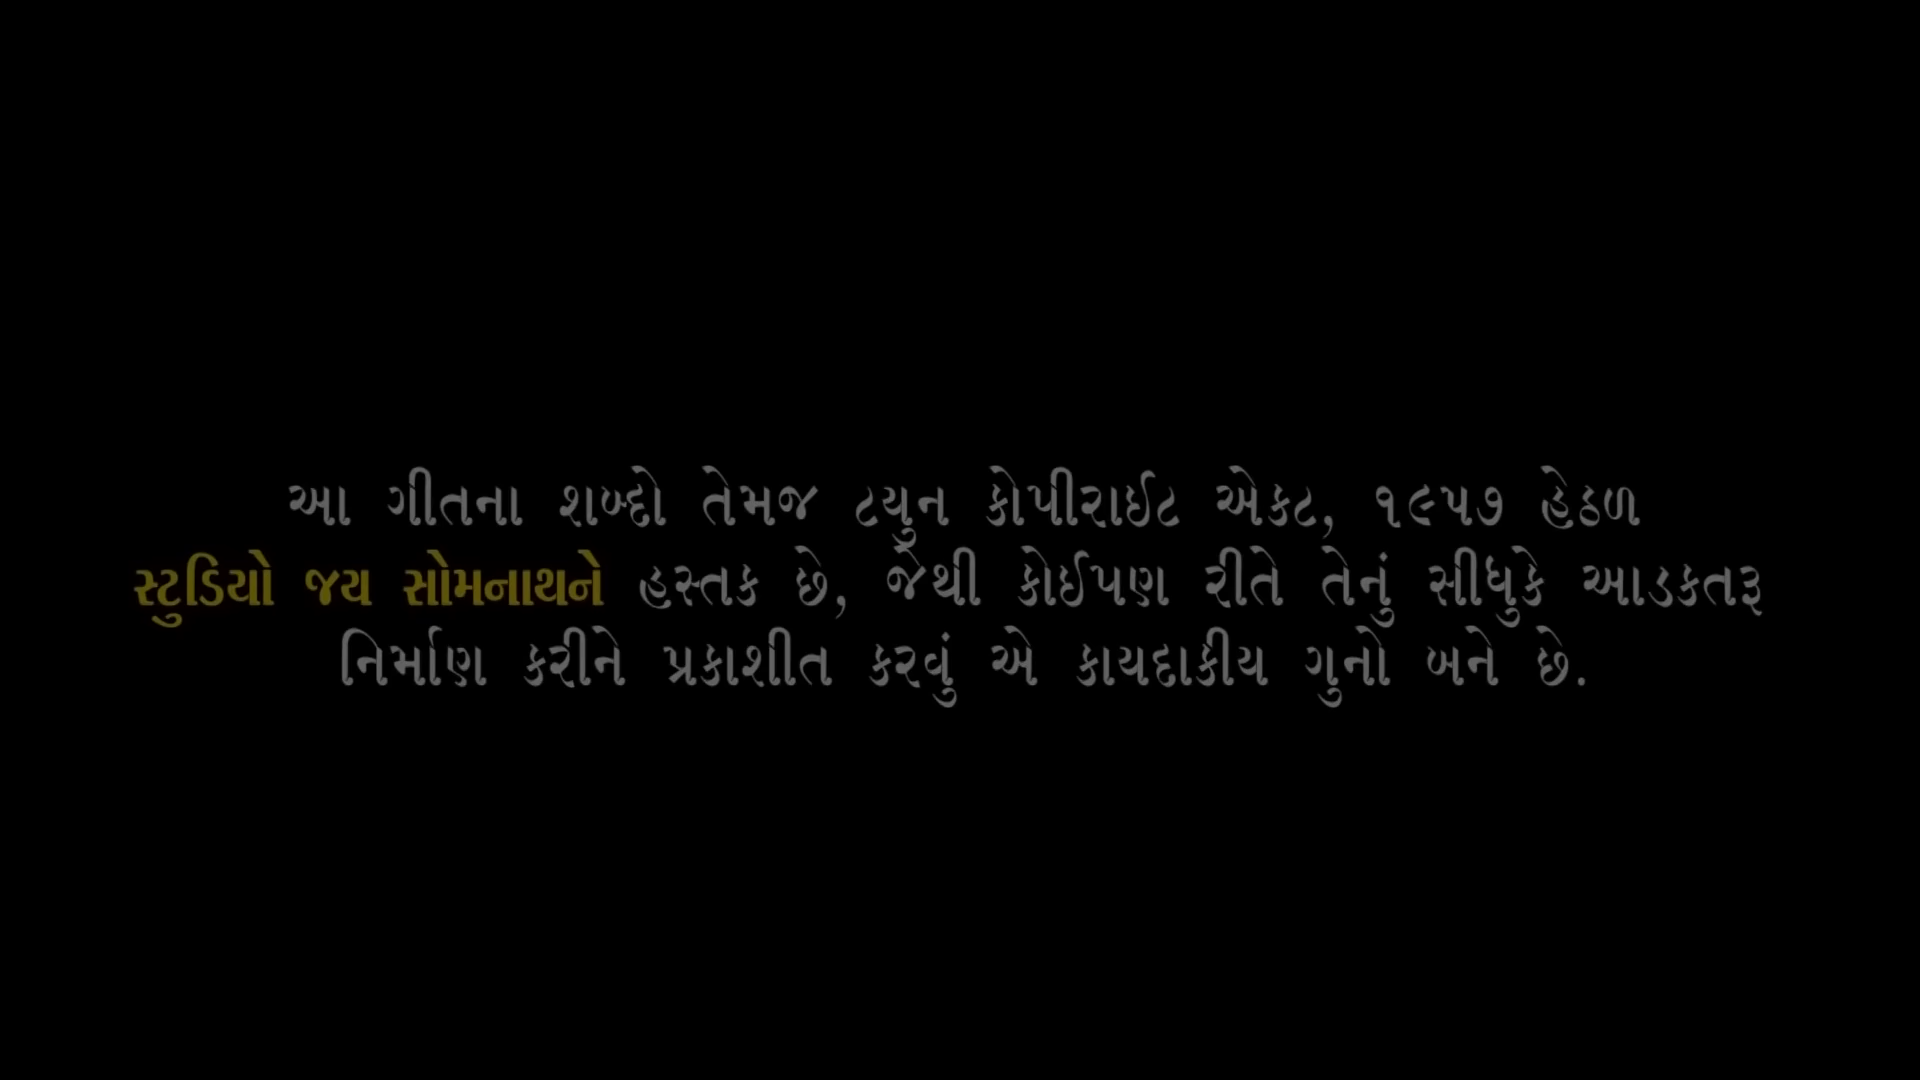 આ ગીતના શબ્દો તેમજ ટયુન કોપીરાઈટ એકટ, ૧૯૫૭ હેઠળ
સ્ટુડિયો જય સોમનાથને હસ્તક છે, જેથી કોઈપણ રીતે તેનું સીધુકે આડકતરૂ
નિર્માણ કરીને પ્રકાશીત કરવું એ કાયદાકીય ગુનો બને છે.